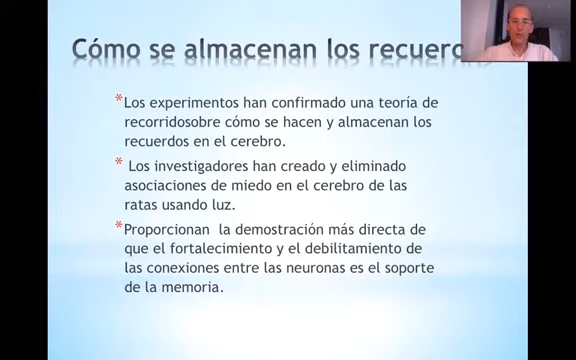 Cómo se almacenan los
* Los experimentos han confirmado una teoría de
recorridosobre cómo se hacen y almacenan los
recuerdos en el cerebro.
* Los investigadores han creado y eliminado
asociaciones de miedo en el cerebro de las
ratas usando luz.
* Proporcionan la demostración más directa de
que el fortalecimiento y el debilitamiento de
las conexiones entre las neuronas es el soporte
de la memoria.